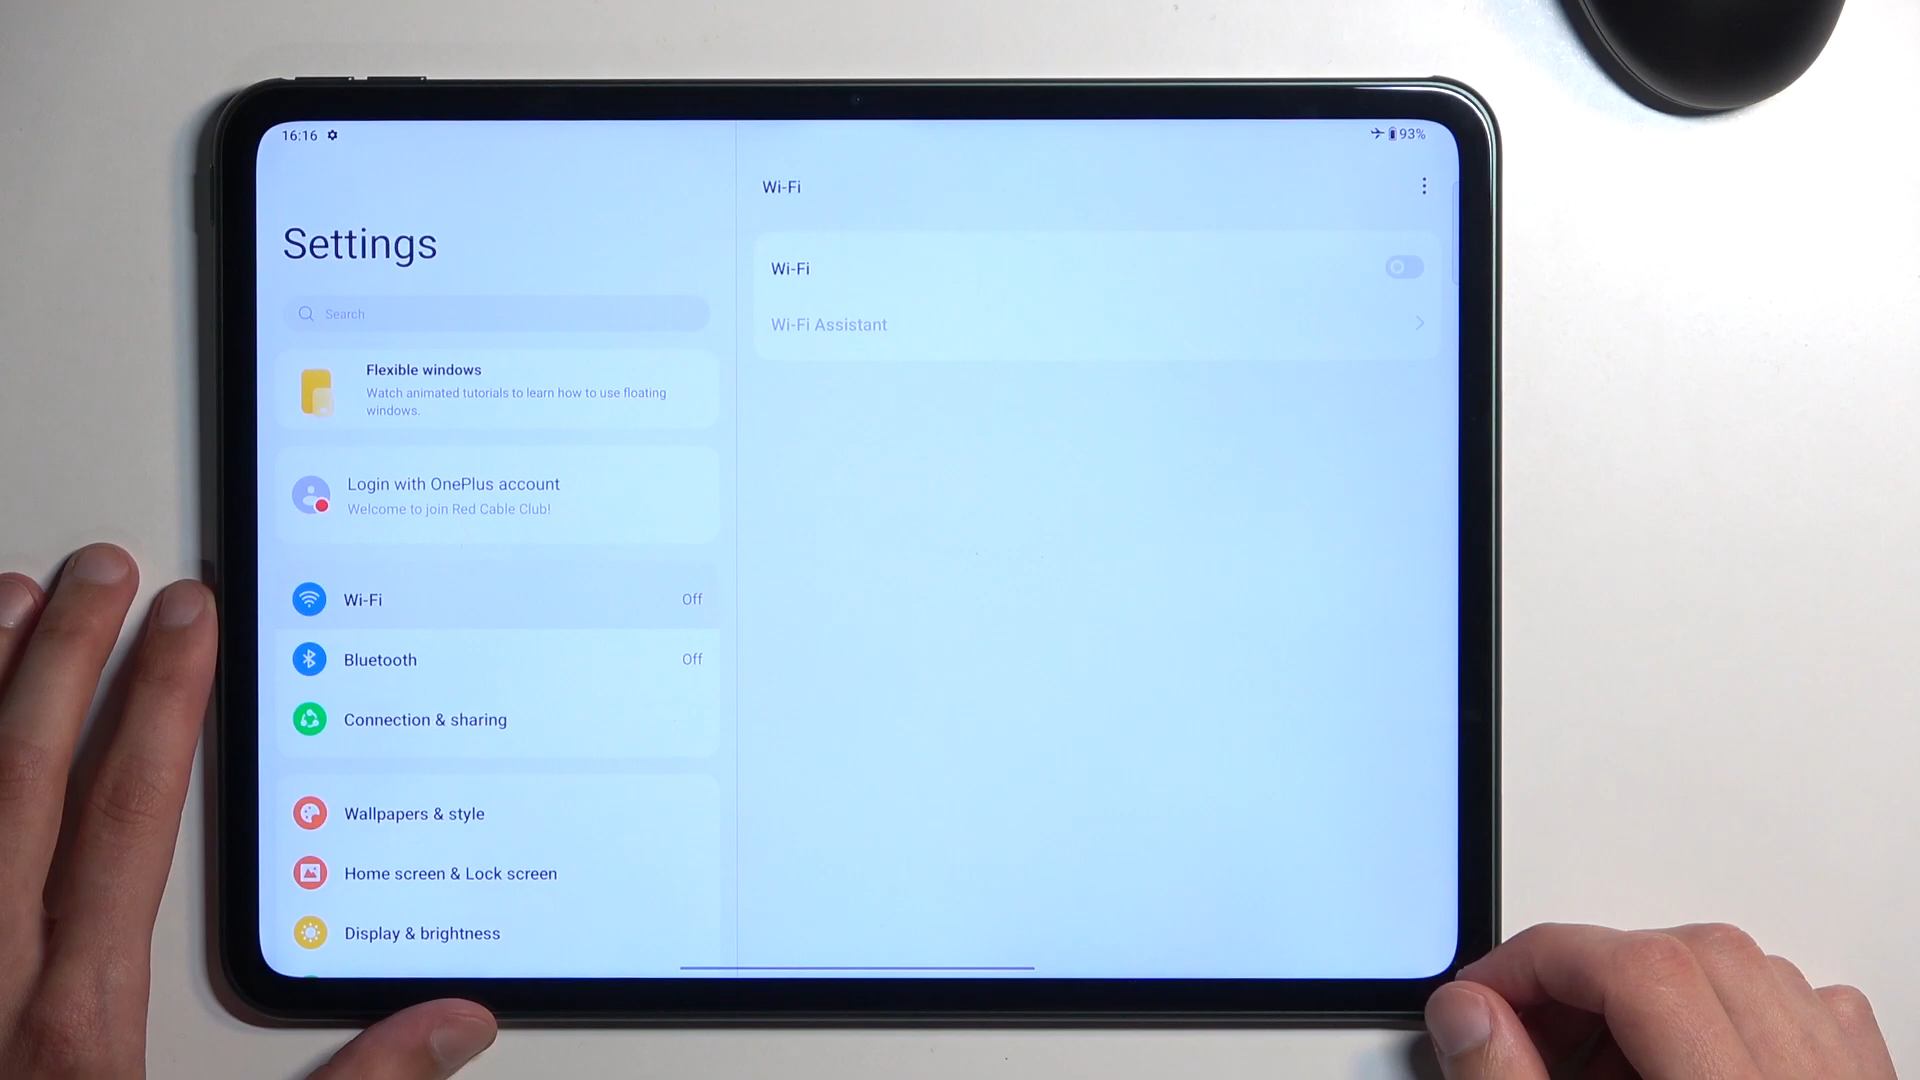 16:16
93%
Settings
Search
Flexible windows
Watch animated tutorials to learn how to use floating
windows.
Login with OnePlus account
Welcome to join Red Cable Club!
Wi-Fi Off
Bluetooth Off
Connection & sharing
Wallpapers & style
Home screen & Lock screen
Display & brightness
Wi-Fi
Wi-Fi
Wi-Fi Assistant